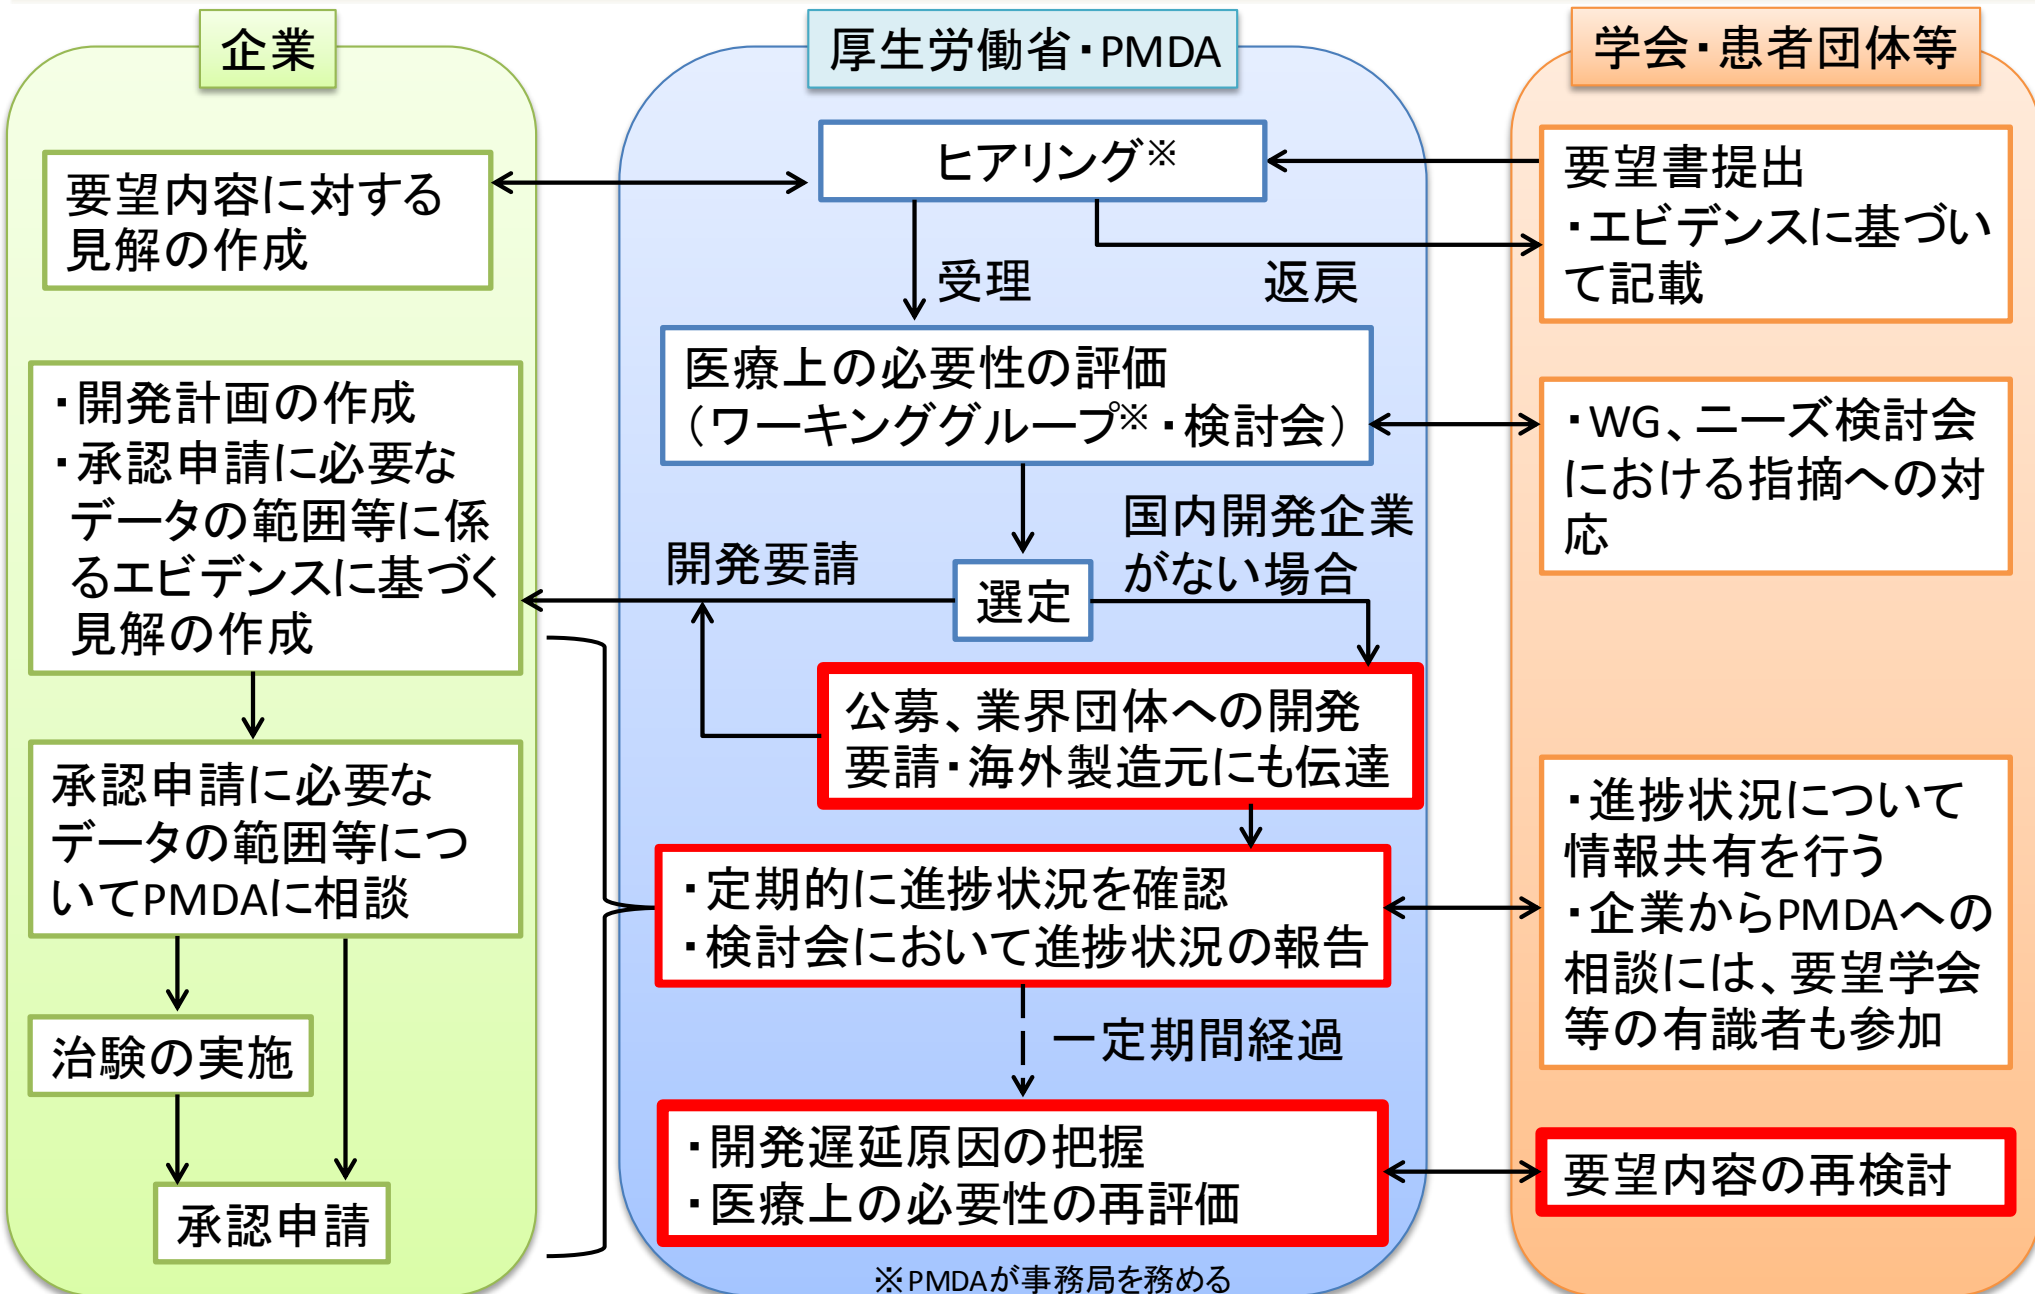 企業
要望内容に対する
見解の作成
・開発計画の作成
・承認申請に必要な
データの範囲等に係
るエビデンスに基づく
見解の作成
承認申請に必要な
データの範囲等につ
いてPMDAに相談
治験の実施
承認申請
厚生労働省・PMDA
ヒアリング※
受理
返戻
医療上の必要性の評価
（ワーキンググループ※・検討会）
開発要請
選定
国内開発企業
がない場合
公募、業界団体への開発
要請・海外製造元にも伝達
・定期的に進捗状況を確認
・検討会において進捗状況の報告
一定期間経過
・開発遅延原因の把握
・医療上の必要性の再評価
※PMDAが事務局を務める
学会・患者団体等
要望書提出
・エビデンスに基づい
て記載
・WG、ニーズ検討会
における指摘への対
応
・進捗状況について
情報共有を行う
・企業からPMDAへの
相談には、要望学会
等の有識者も参加
要望内容の再検討